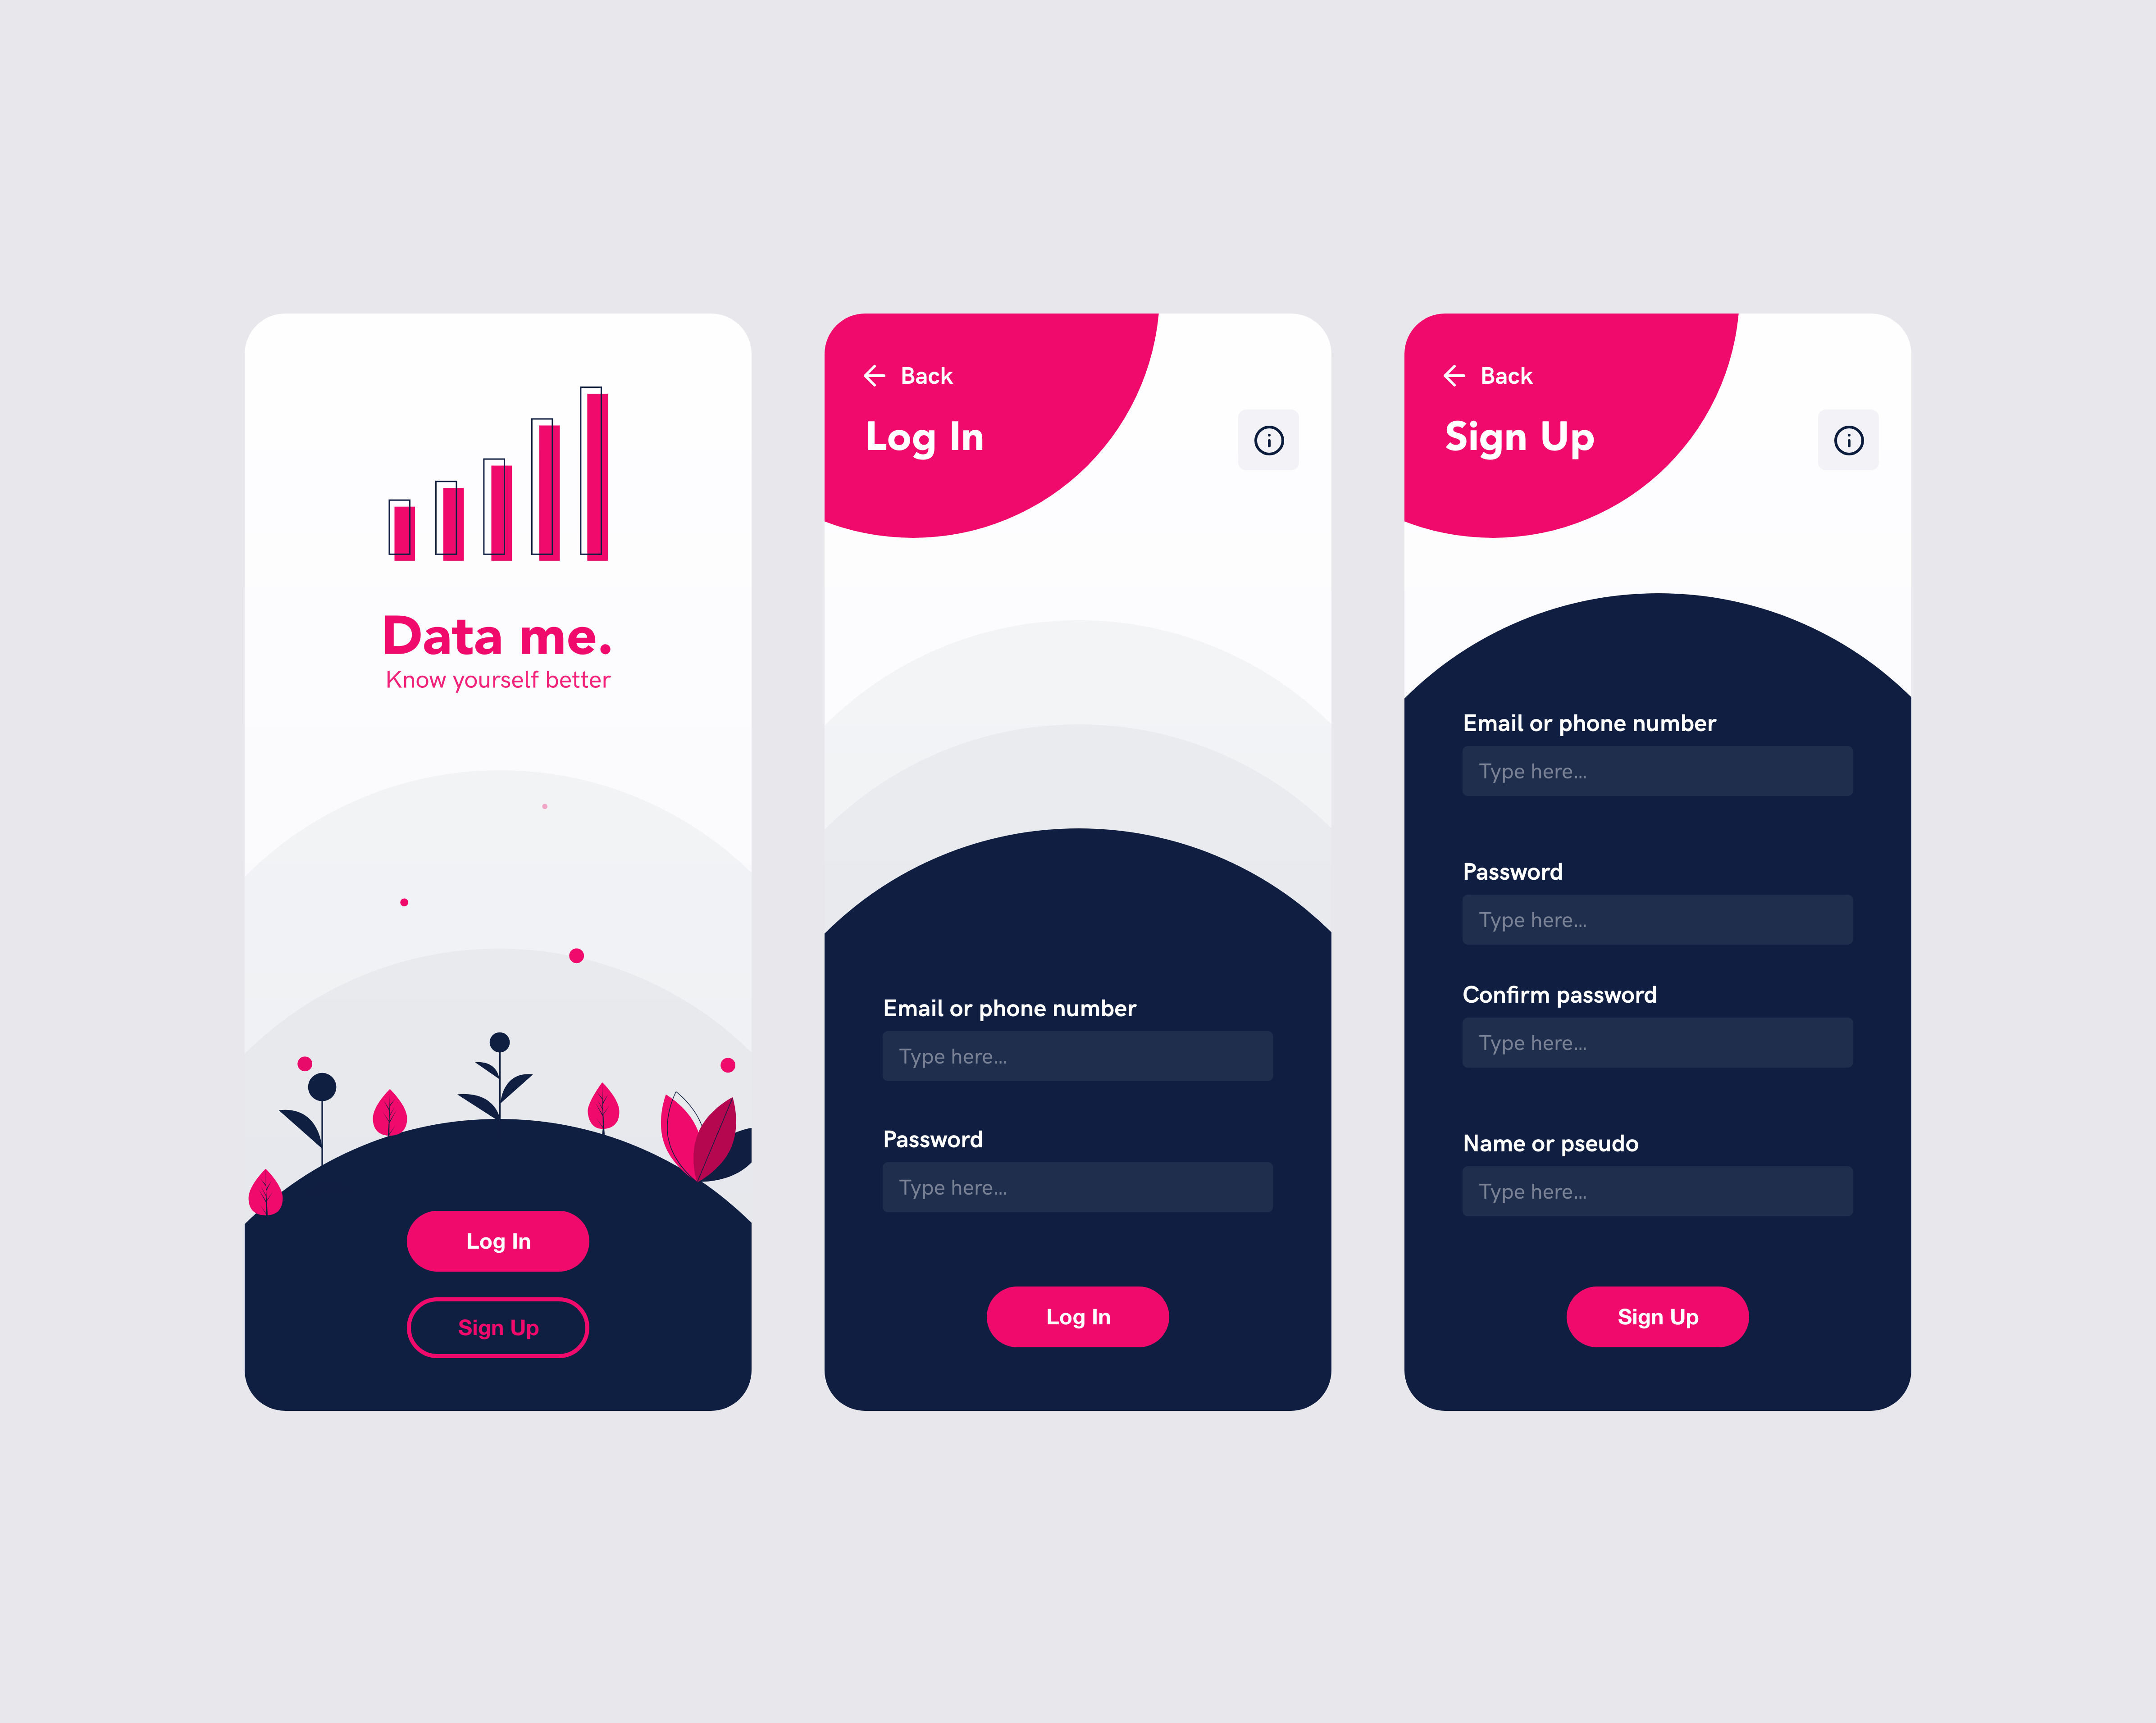 Data me.
Know yourself better
Log In
Sign Up
Back
Log In
Email or phone number
Type here...
Password
Type here...
Log In
Back
Sign Up
Email or phone number
Type here...
Password
Type here...
Confirm password
Type here...
Name or pseudo
Type here...
Sign Up